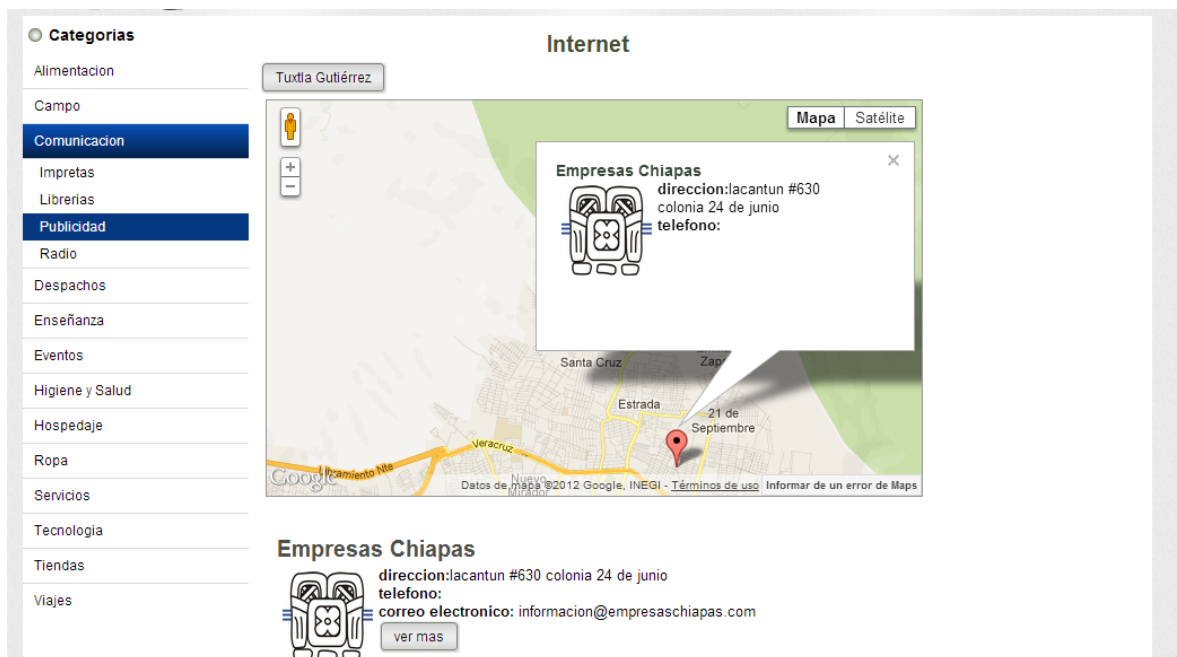 Categorias
Alimentacion
Campo
Comunicacion
Impretas
Librerias
Publicidad
Radio
Despachos
Enseñanza
Eventos
Higiene y Salud
Hospedaje
Ropa
Servicios
Tecnologia
Tiendas
Viajes
Internet
Tuxtla Gutiérrez
Mapa Satélite
+
−
Empresas Chiapas ×
direccion:lacantun #630
colonia 24 de junio
telefono:
Santa Cruz
Estrada
21 de
Septiembre
Veracruz
Libramiento Nte
Nuevo
Mirador
Google
Datos de mapa ©2012 Google, INEGI - Términos de uso Informar de un error de Maps
Empresas Chiapas
direccion:lacantun #630 colonia 24 de junio
telefono:
correo electronico: informacion@empresaschiapas.com
ver mas